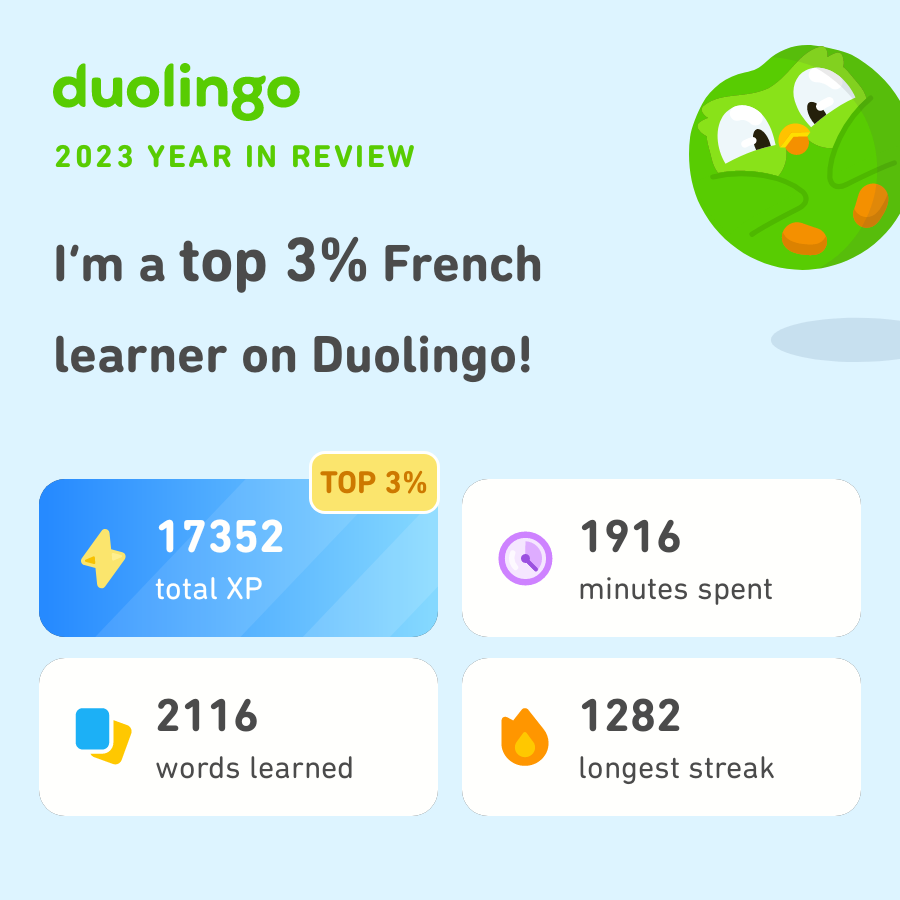 duolingo
2023 YEAR IN REVIEW
I'm a top 3% French
learner on Duolingo!
TOP 3%
17352
total XP
1916
minutes spent
2116
words learned
1282
longest streak